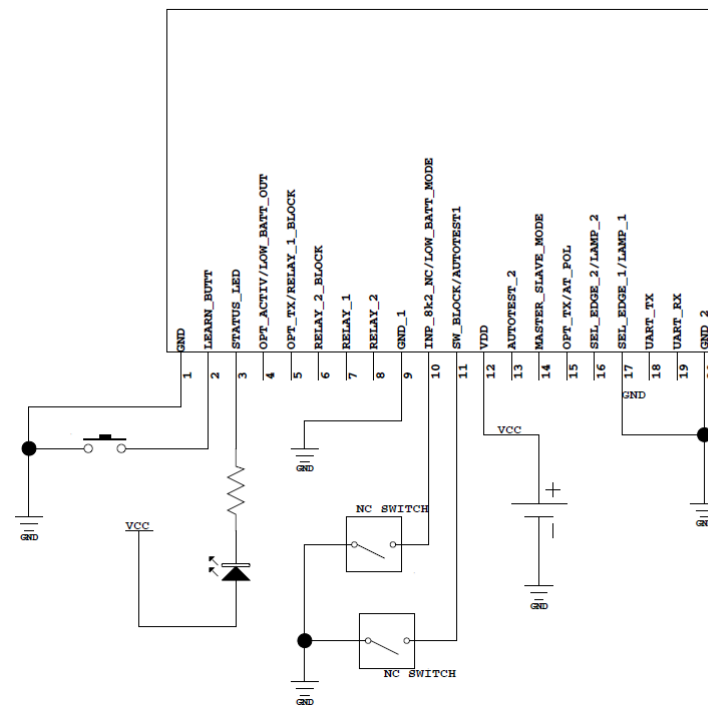 GND
LEARN_BUTT
STATUS_LED
OPT_ACTIV/LOW_BATT_OUT
OPT_TX/RELAY_1_BLOCK
RELAY_2_BLOCK
RELAY_1
RELAY_2
GND_1
INP_8k2_NC/LOW_BATT_MODE
SW_BLOCK/AUTOTEST1
VDD
AUTOTEST_2
MASTER_SLAVE_MODE
OPT_TX/AT_POL
SEL_EDGE_2/LAMP_2
SEL_EDGE_1/LAMP_1
UART_TX
UART_RX
GND_2
1
2
3
4
5
6
7
8
9
10
11
12
13
14
15
16
17
18
19
GND
VCC
GND
NC SWITCH
+
VCC
GND
GND
GND
NC SWITCH
GND